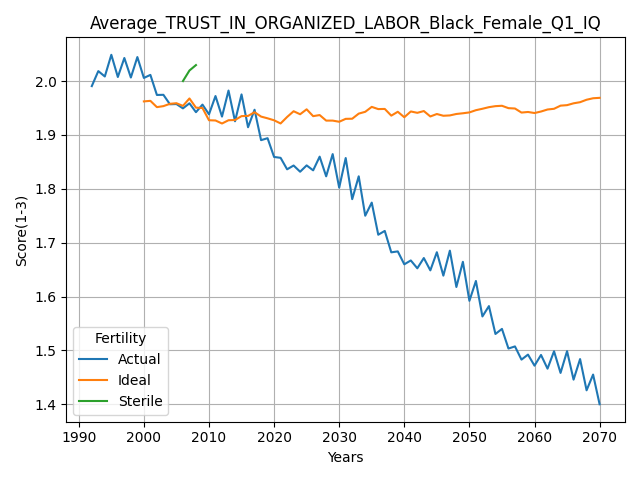 Average_TRUST_IN_ORGANIZED_LABOR_Black_Female_Q1_IQ
Score(1-3)
2.0
1.9
1.8
1.7
1.6
1.5
1.4
Fertility
Actual
Ideal
Sterile
1990 2000 2010 2020 2030 2040 2050 2060 2070
Years